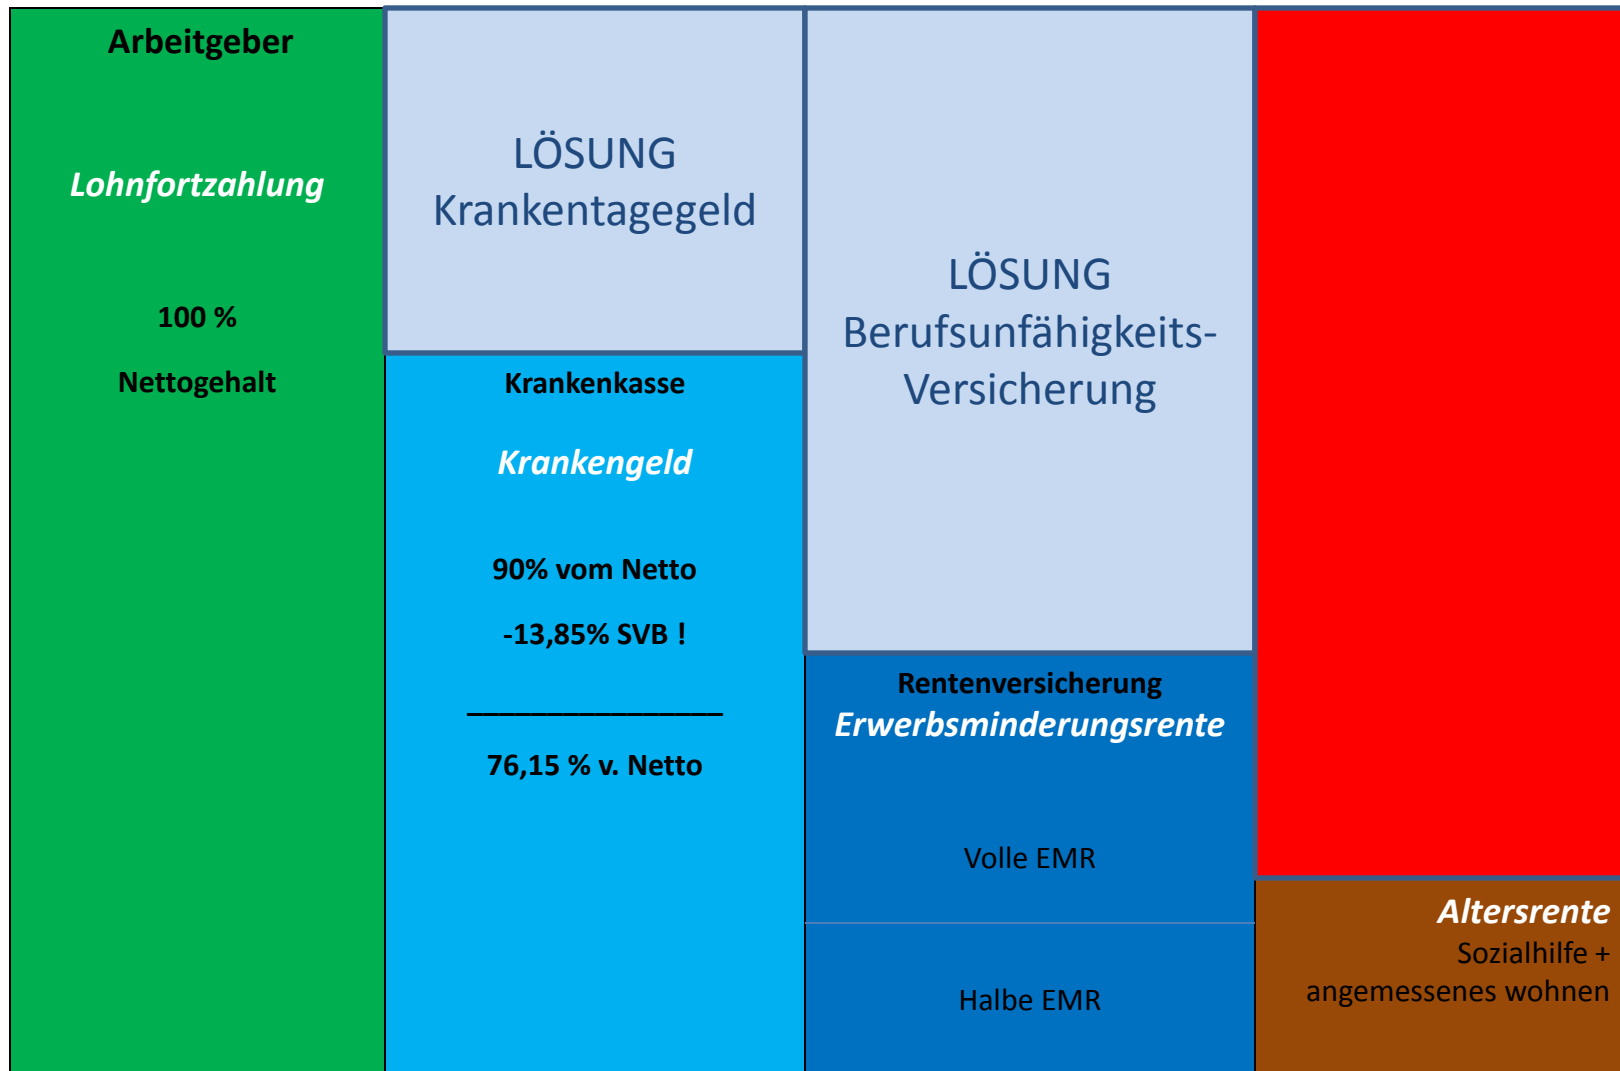 Arbeitgeber
Lohnfortzahlung
100 %
Nettogehalt
LÖSUNG
Krankentagegeld
Krankenkasse
Krankengeld
90% vom Netto
-13,85% SVB !
________________
76,15 % v. Netto
LÖSUNG
Berufsunfähigkeits-
Versicherung
Rentenversicherung
Erwerbsminderungsrente
Volle EMR
Halbe EMR
Altersrente
Sozialhilfe +
angemessenes wohnen